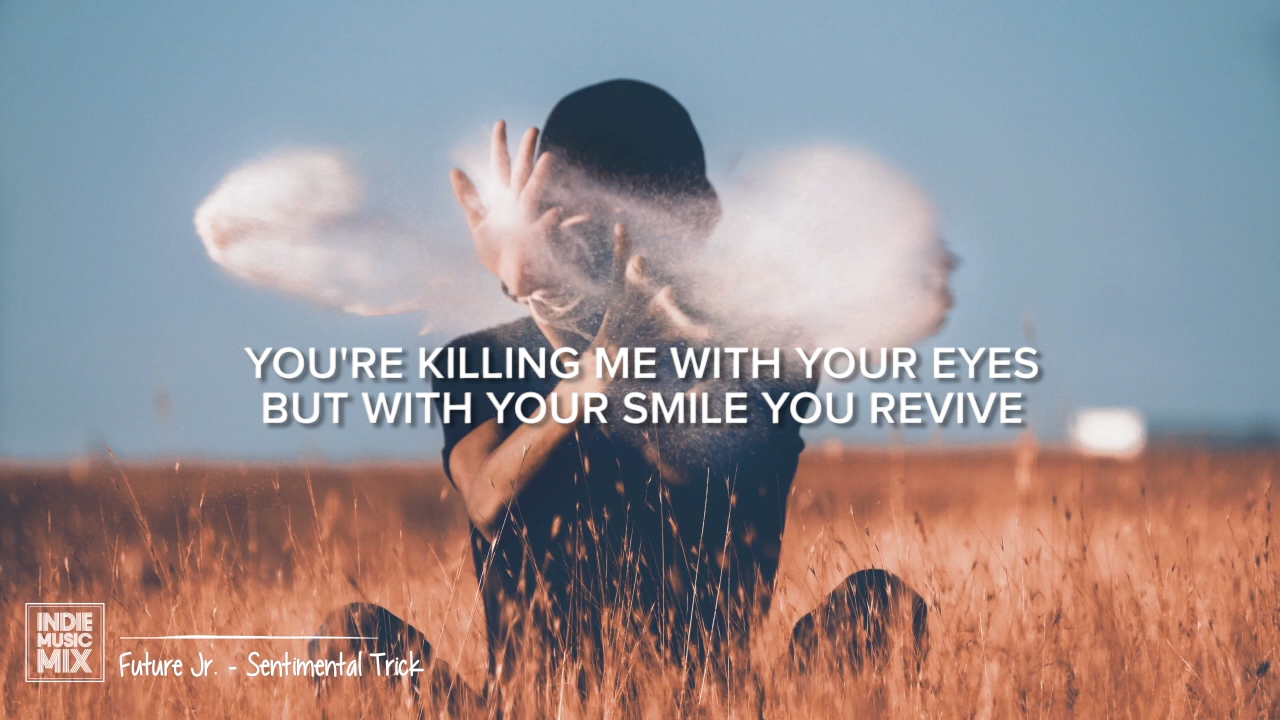 YOU'RE KILLING ME WITH YOUR EYES
BUT WITH YOUR SMILE YOU REVIVE
INDIE
MUSIC
MIX
Future Jr. - Sentimental Trick